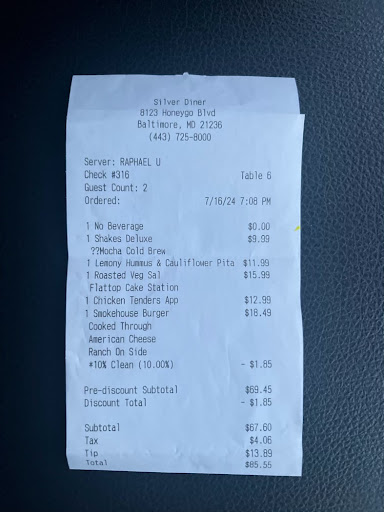 Silver Diner
8123 Honeygo Blvd
Baltimore, MD 21236
(443) 725-8000
Server: RAPHAEL U
Check #316 Table 6
Guest Count: 2
Ordered: 7/16/24 7:08 PM
1 No Beverage $0.00
1 Shakes Deluxe $9.99
??Mocha Cold Brew
1 Lemony Hummus & Cauliflower Pita $11.99
1 Roasted Veg Sal $15.99
Flattop Cake Station
1 Chicken Tenders App $12.99
1 Smokehouse Burger $18.49
Cooked Through
American Cheese
Ranch On Side
#10% Clean (10.00%) - $1.85
Pre-discount Subtotal $69.45
Discount Total - $1.85
Subtotal $67.60
Tax $4.06
Tip $13.89
Total $85.55